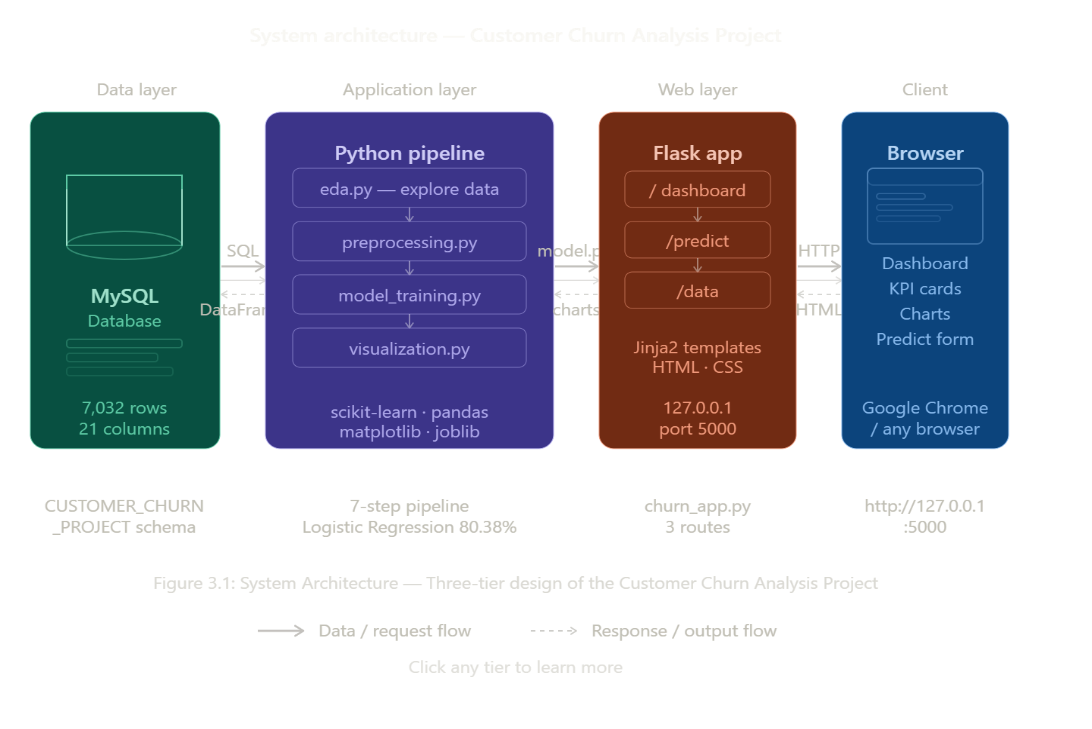 System architecture — Customer Churn Analysis Project
Data layer
Application layer
Web layer
Client
MySQL
Database
7,032 rows
21 columns
SQL
DataFram
Python pipeline
eda.py — explore data
preprocessing.py
model_training.py
visualization.py
scikit-learn · pandas
matplotlib · joblib
model.p
charts
Flask app
/ dashboard
/predict
/data
Jinja2 templates
HTML · CSS
127.0.0.1
port 5000
HTTP
HTML
Browser
Dashboard
KPI cards
Charts
Predict form
Google Chrome
/ any browser
CUSTOMER_CHURN
_PROJECT schema
7-step pipeline
Logistic Regression 80.38%
churn_app.py
3 routes
http://127.0.0.1
:5000
Figure 3.1: System Architecture — Three-tier design of the Customer Churn Analysis Project
Data / request flow
Response / output flow
Click any tier to learn more